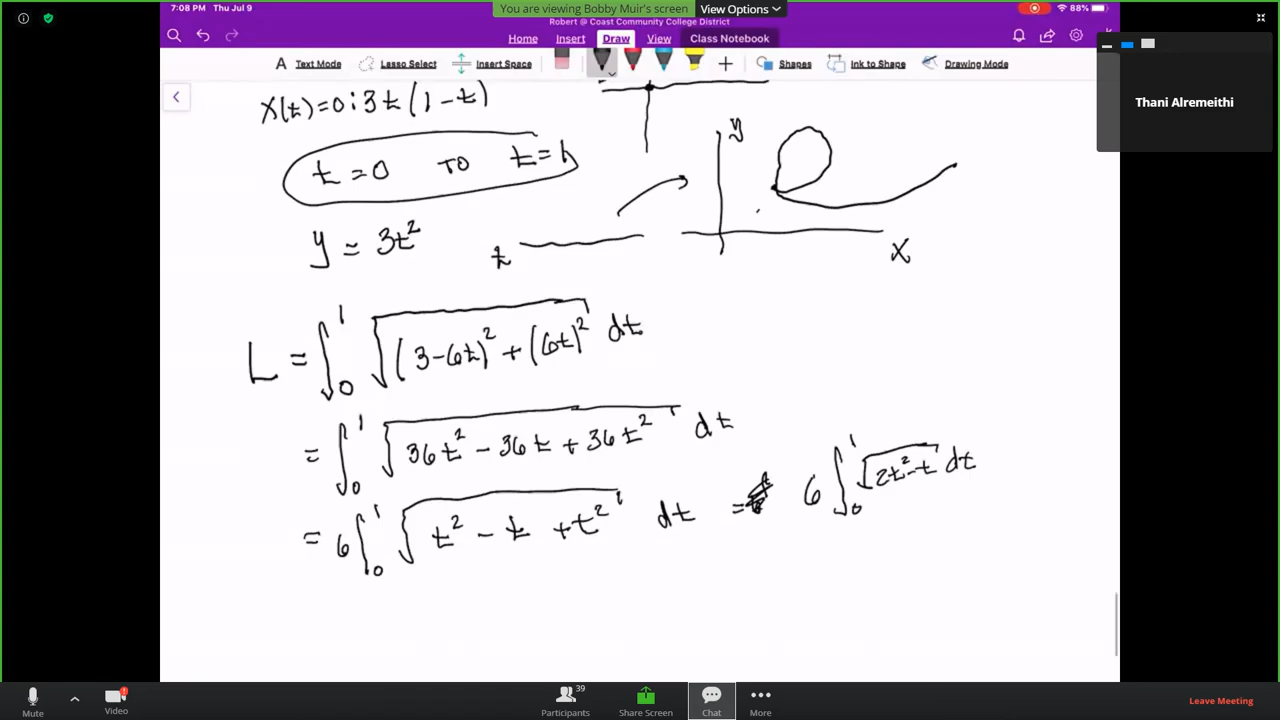 7:08 PM Thu Jul 9
You are viewing Bobby Muir's screen
View Options
88%
Robert @ Coast Community College District
Home Insert Draw View Class Notebook
Text Mode Lasso Select Insert Space Shapes Ink to Shape Drawing Mode
Thani Alremeithi
X(t)=0: 3t(1-t)
t=0 TO t=1
y = 3t²
t
y
X
L = ∫₀¹ √((3-6t)² + (6t)²) dt
= ∫₀¹ √(36t² - 36t + 36t²) dt
= 6 ∫₀¹ √(t² - t + t²) dt = 6 ∫₀¹ √(2t² - t) dt
Mute Video Participants 39 Share Screen Chat More Leave Meeting